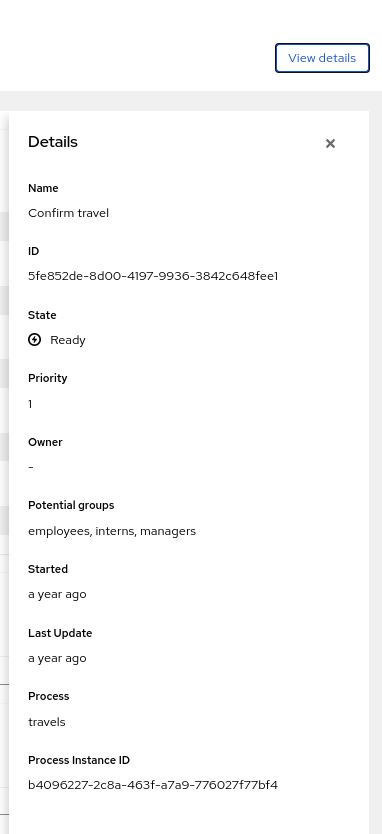 View details
Details
Name
Confirm travel
ID
5fe852de-8d00-4197-9936-3842c648fee1
State
Ready
Priority
1
Owner
-
Potential groups
employees, interns, managers
Started
a year ago
Last Update
a year ago
Process
travels
Process Instance ID
b4096227-2c8a-463f-a7a9-776027f77bf4